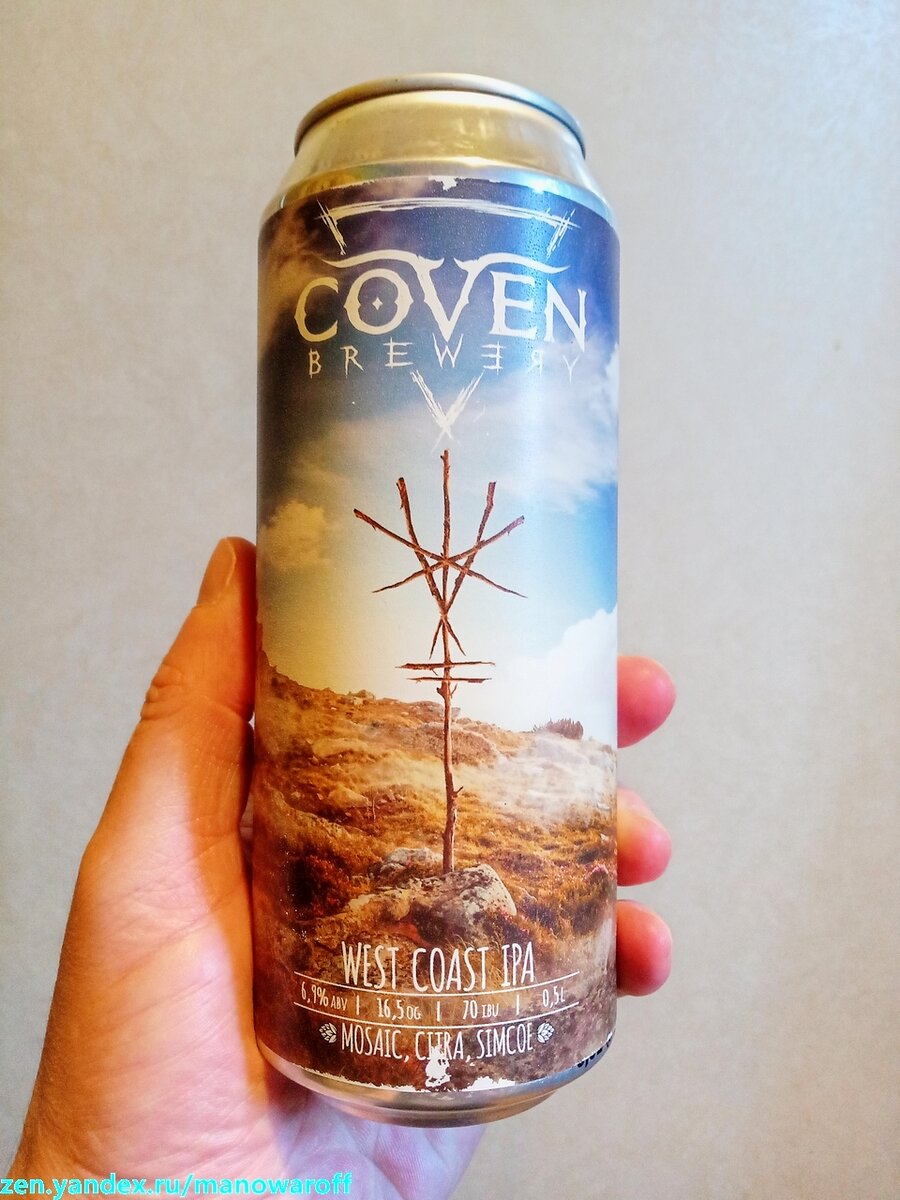 COVEN
BREWERY
WEST COAST IPA
6,9% ABV | 16,5 OG | 70 IBU | 0,5 L
MOSAIC, CITRA, SIMCOE
zen.yandex.ru/manowaroff